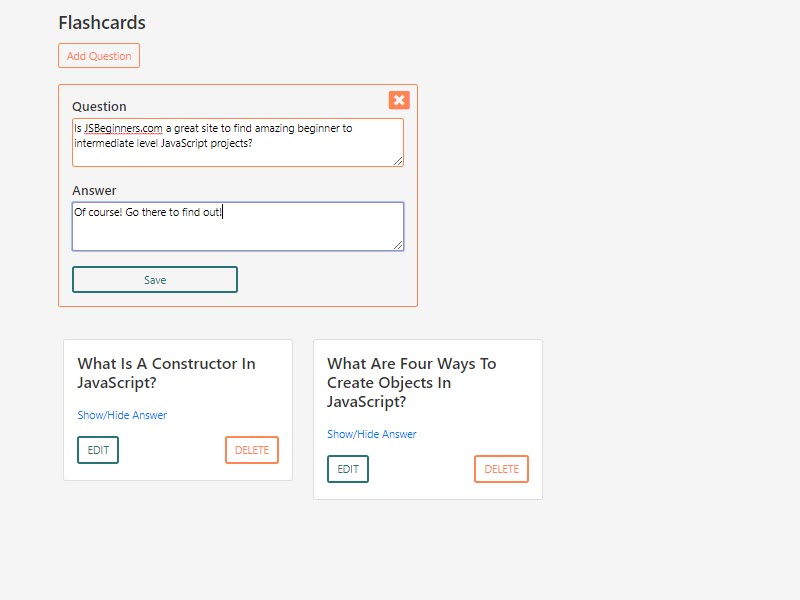 Flashcards
Add Question
Question
Is JSBeginners.com a great site to find amazing beginner to
intermediate level JavaScript projects?
Answer
Of course! Go there to find out!
Save
What Is A Constructor In
JavaScript?
Show/Hide Answer
EDIT
DELETE
What Are Four Ways To
Create Objects In
JavaScript?
Show/Hide Answer
EDIT
DELETE